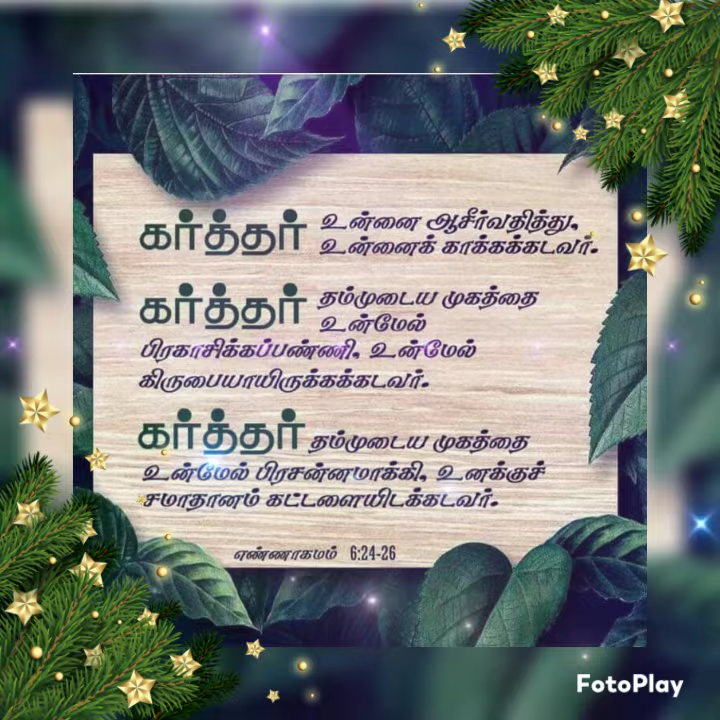 கர்த்தர் உன்னை ஆசீர்வதித்து,
உன்னைக் காக்கக்கடவர்.
கர்த்தர் தம்முடைய முகத்தை
உன்மேல்
பிரகாசிக்கப்பண்ணி, உன்மேல்
கிருபையாயிருக்கக்கடவர்.
கர்த்தர் தம்முடைய முகத்தை
உன்மேல் பிரசன்னமாக்கி, உனக்குச்
சமாதானம் கட்டளையிடக்கடவர்.
எண்ணாகமம் 6:24-26
FotoPlay